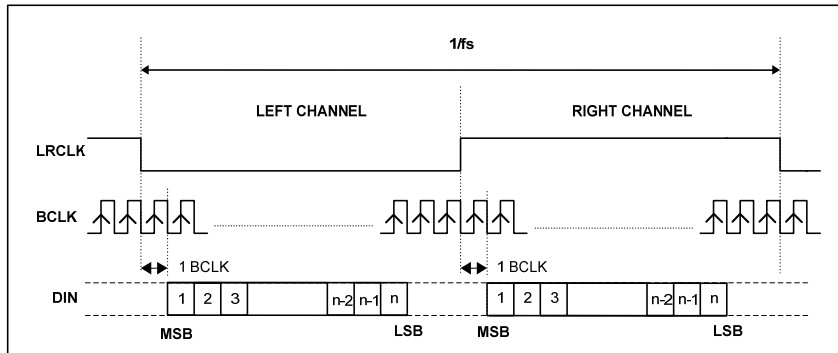 1/fs
LEFT CHANNEL RIGHT CHANNEL
LRCLK
BCLK
1 BCLK 1 BCLK
DIN 1 2 3 n-2 n-1 n 1 2 3 n-2 n-1 n
MSB LSB MSB LSB